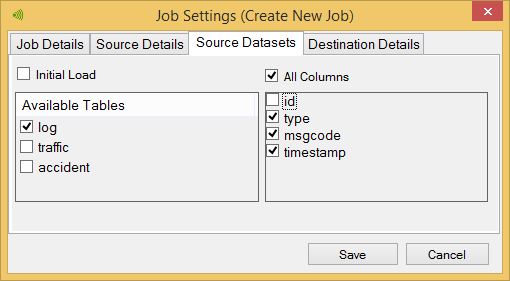 Job Settings (Create New Job)
Job Details Source Details Source Datasets Destination Details
Initial Load
All Columns
Available Tables
log
traffic
accident
id
type
msgcode
timestamp
Save Cancel